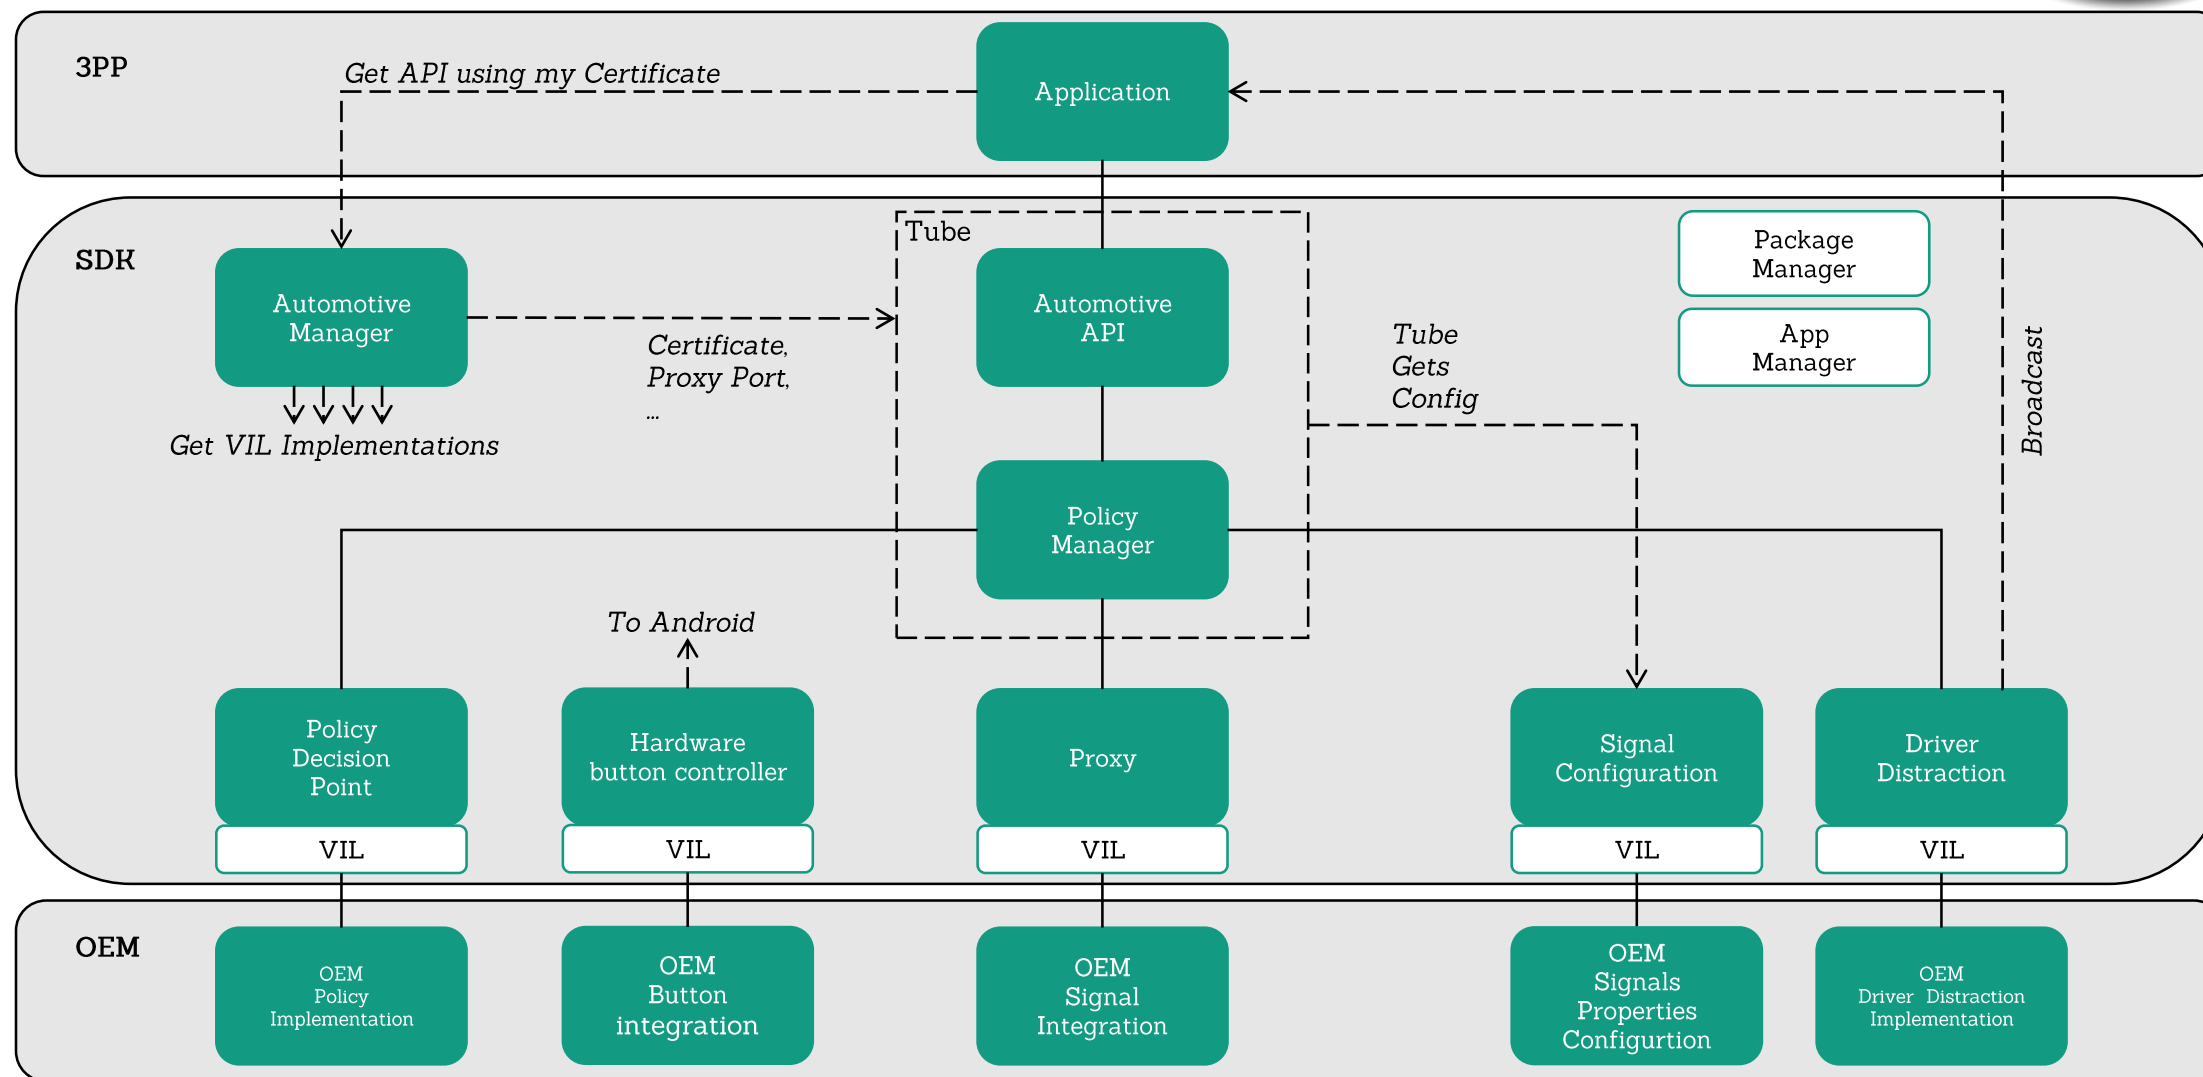 3PP
Get API using my Certificate
Application
SDK
Tube
Package
Manager
Automotive
Manager
Automotive
API
App
Manager
Certificate,
Proxy Port,
...
Tube
Gets
Config
Broadcast
Get VIL Implementations
Policy
Manager
To Android
Policy
Decision
Point
Hardware
button controller
Proxy
Signal
Configuration
Driver
Distraction
VIL
VIL
VIL
VIL
VIL
OEM
OEM
Policy
Implementation
OEM
Button
integration
OEM
Signal
Integration
OEM
Signals
Properties
Configurtion
OEM
Driver Distraction
Implementation